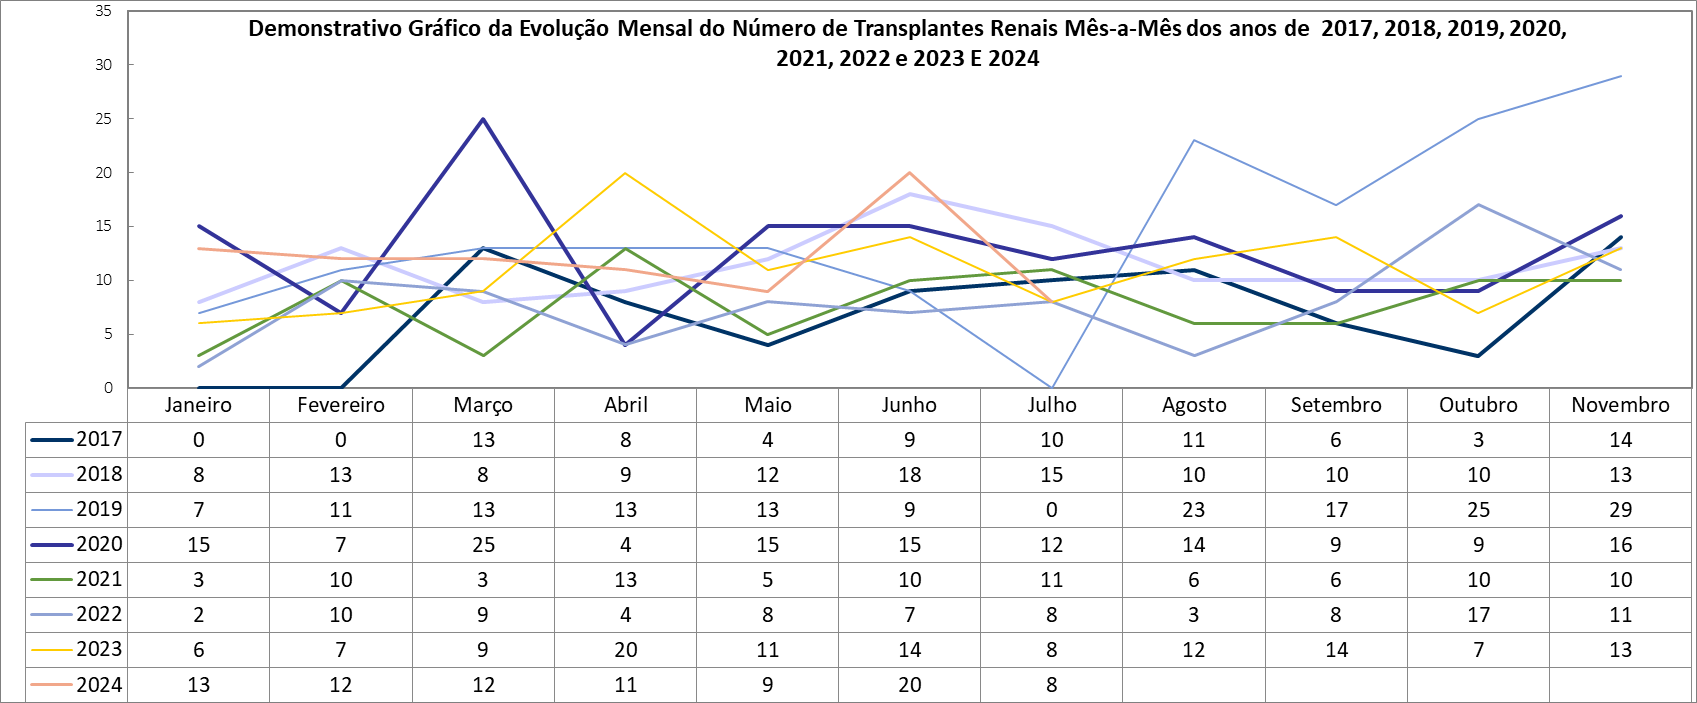 Demonstrativo Gráfico da Evolução Mensal do Número de Transplantes Renais Mês-a-Mês dos anos de 2017, 2018, 2019, 2020,
2021, 2022 e 2023 E 2024
35
30
25
20
15
10
5
0
Janeiro Fevereiro Março Abril Maio Junho Julho Agosto Setembro Outubro Novembro
2017 0 0 13 8 4 9 10 11 6 3 14
2018 8 13 8 9 12 18 15 10 10 10 13
2019 7 11 13 13 13 9 0 23 17 25 29
2020 15 7 25 4 15 15 12 14 9 9 16
2021 3 10 3 13 5 10 11 6 6 10 10
2022 2 10 9 4 8 7 8 3 8 17 11
2023 6 7 9 20 11 14 8 12 14 7 13
2024 13 12 12 11 9 20 8